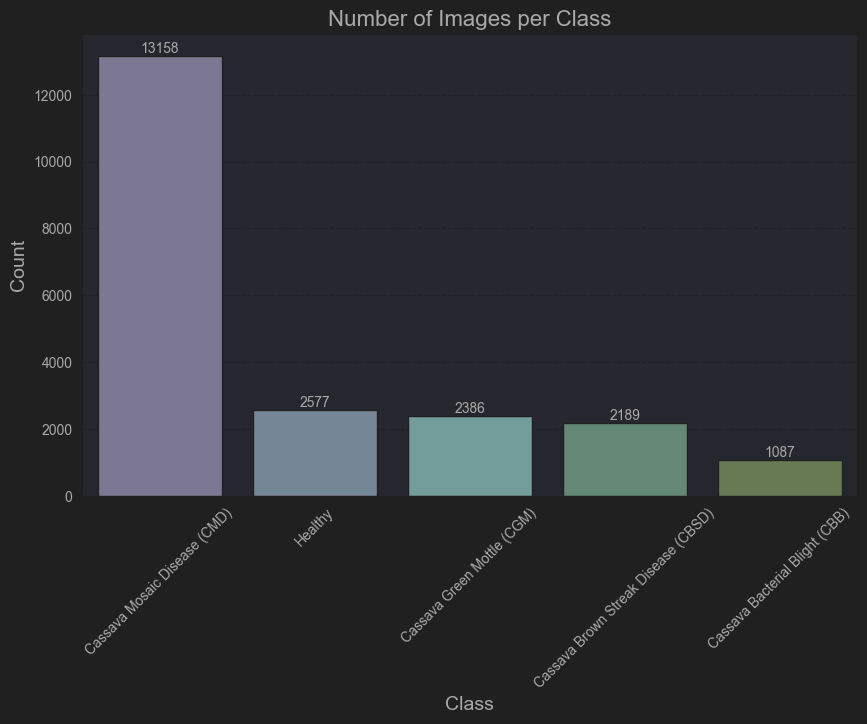 Number of Images per Class
13158
2577
2386
2189
1087
12000
10000
8000
6000
4000
2000
0
Count
Cassava Mosaic Disease (CMD)
Healthy
Cassava Green Mottle (CGM)
Cassava Brown Streak Disease (CBSD)
Cassava Bacterial Blight (CBB)
Class